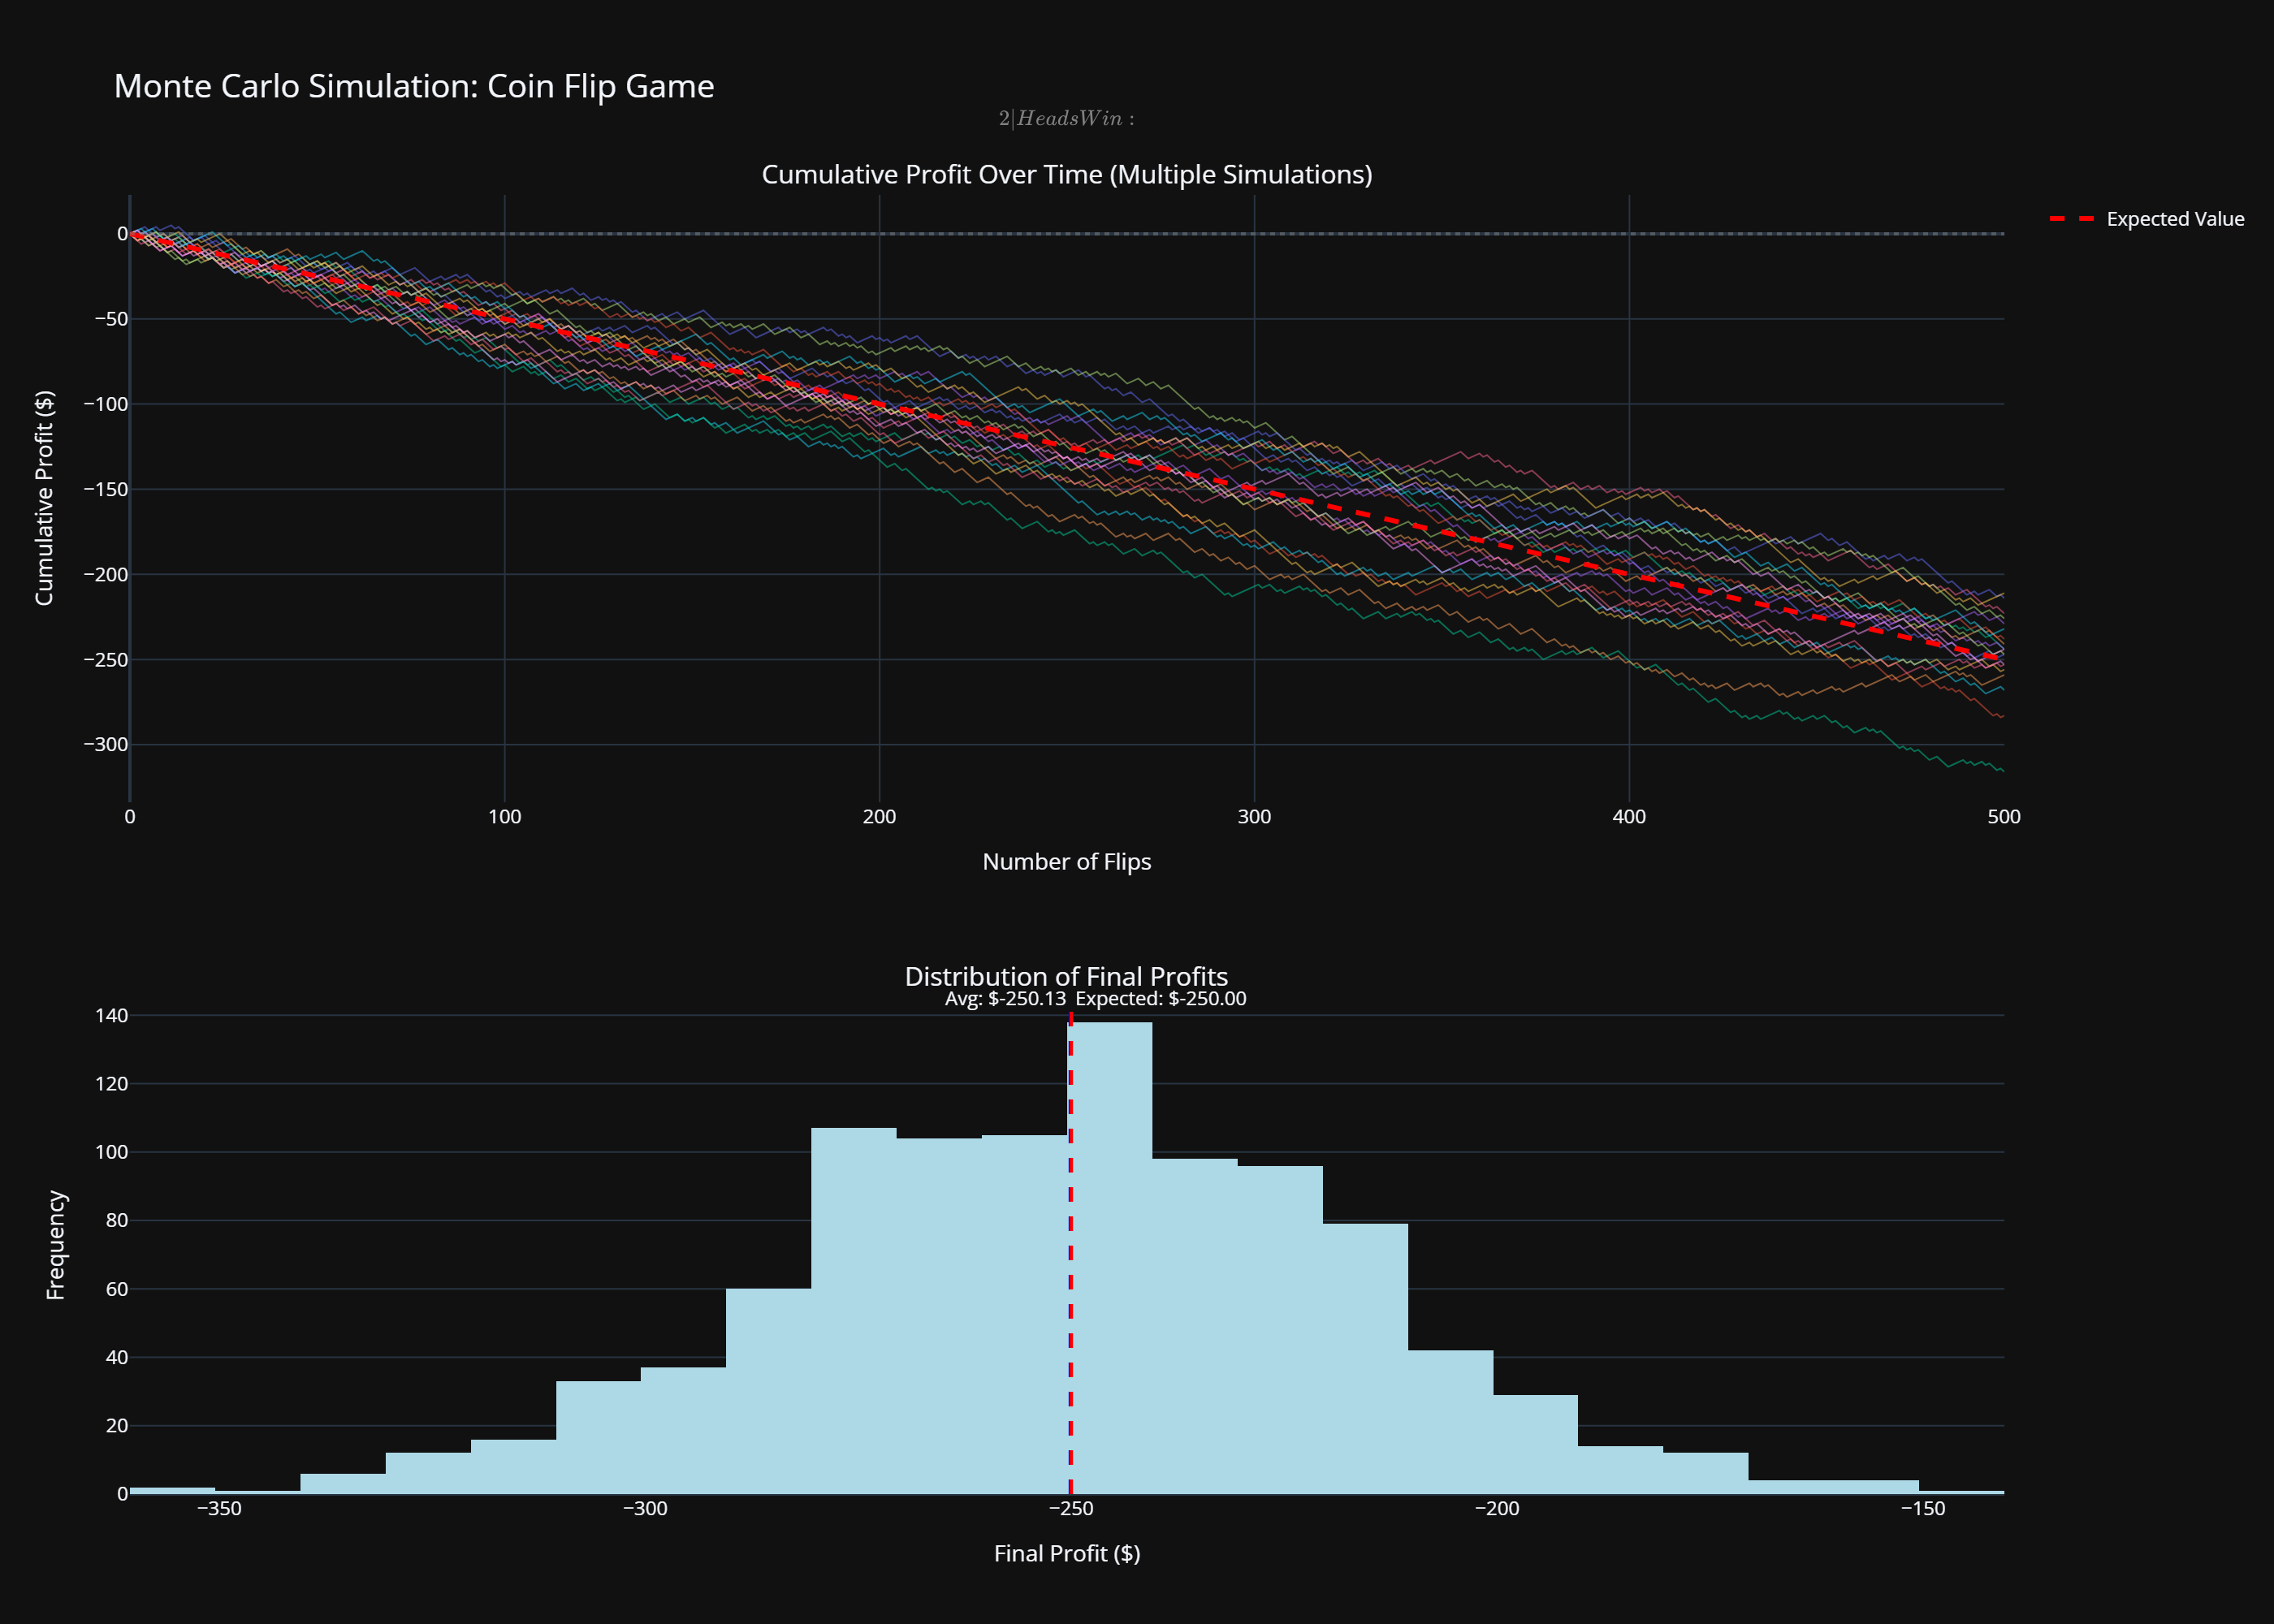 Monte Carlo Simulation: Coin Flip Game
2|HeadsWin :
Cumulative Profit Over Time (Multiple Simulations)
Expected Value
Cumulative Profit ($)
0
−50
−100
−150
−200
−250
−300
0 100 200 300 400 500
Number of Flips
Distribution of Final Profits
Avg: $-250.13 Expected: $-250.00
Frequency
140
120
100
80
60
40
20
0
−350 −300 −250 −200 −150
Final Profit ($)